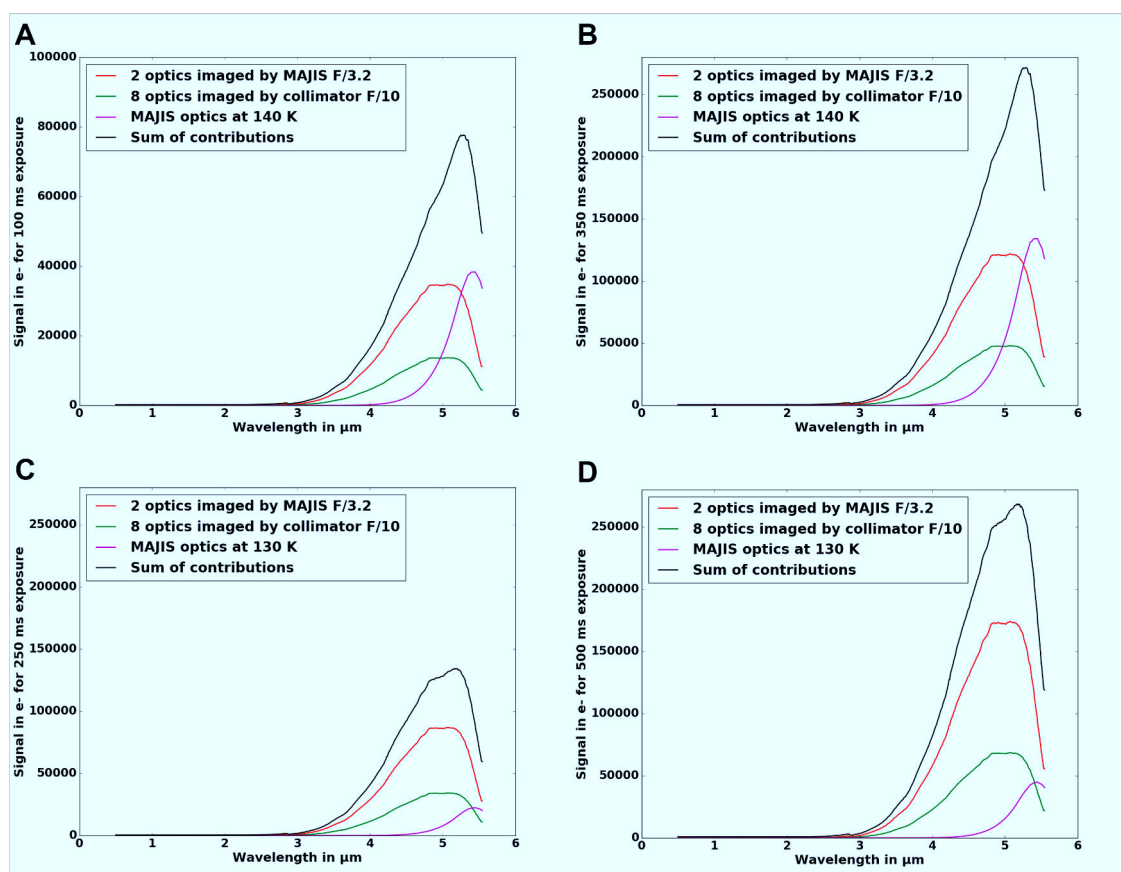 A
Signal in e- for 100 ms exposure
100000
80000
60000
40000
20000
0
2 optics imaged by MAJIS F/3.2
8 optics imaged by collimator F/10
MAJIS optics at 140 K
Sum of contributions
0 1 2 3 4 5 6
Wavelength in µm
B
Signal in e- for 350 ms exposure
250000
200000
150000
100000
50000
0
2 optics imaged by MAJIS F/3.2
8 optics imaged by collimator F/10
MAJIS optics at 140 K
Sum of contributions
0 1 2 3 4 5 6
Wavelength in µm
C
Signal in e- for 250 ms exposure
250000
200000
150000
100000
50000
0
2 optics imaged by MAJIS F/3.2
8 optics imaged by collimator F/10
MAJIS optics at 130 K
Sum of contributions
0 1 2 3 4 5 6
Wavelength in µm
D
Signal in e- for 500 ms exposure
250000
200000
150000
100000
50000
0
2 optics imaged by MAJIS F/3.2
8 optics imaged by collimator F/10
MAJIS optics at 130 K
Sum of contributions
0 1 2 3 4 5 6
Wavelength in µm